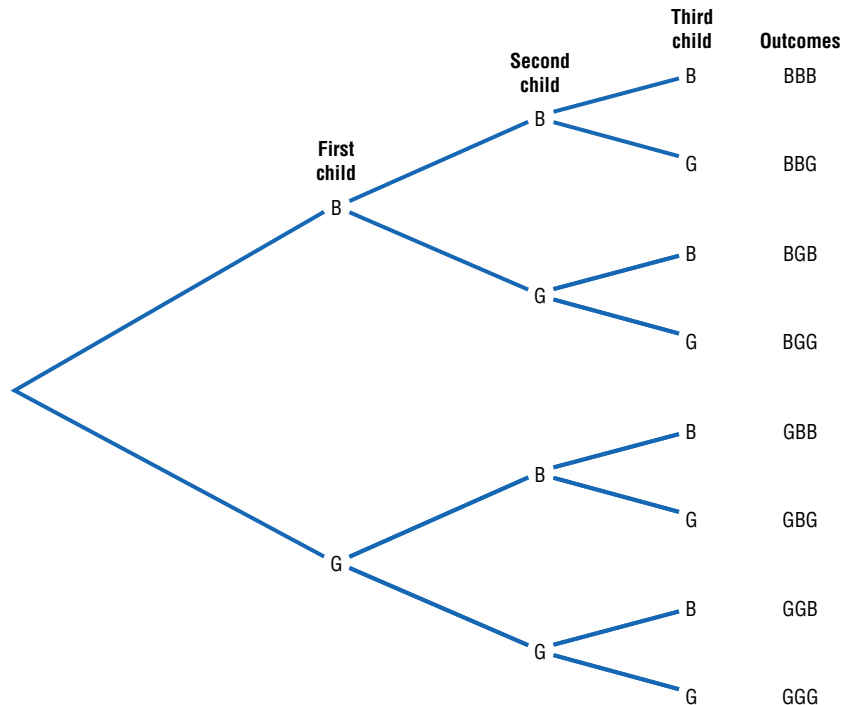 Third
child
Outcomes
Second
child
First
child
B BBB
B
G BBG
B
B BGB
G
G BGG
B GBB
B
G GBG
G
B GGB
G
G GGG